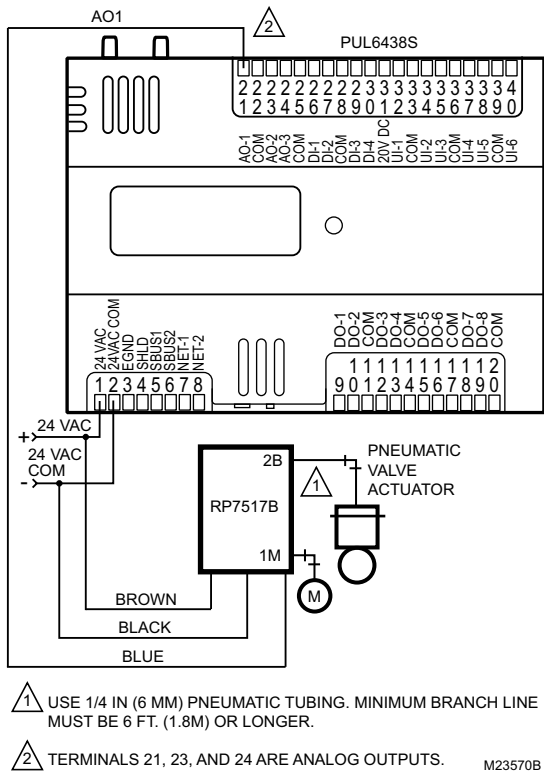 AO1
2
PUL6438S
2 2 2 2 2 2 2 2 2 3 3 3 3 3 3 3 3 3 3 4
1 2 3 4 5 6 7 8 9 0 1 2 3 4 5 6 7 8 9 0
AO-1
COM
AO-2
AO-3
COM
DI-1
DI-2
COM
DI-3
DI-4
20V DC
UI-1
COM
UI-2
UI-3
COM
UI-4
UI-5
COM
UI-6
24 VAC
24VAC COM
EGND
SHLD
SBUS1
SBUS2
NET-1
NET-2
1 2 3 4 5 6 7 8
DO-1
DO-2
COM
DO-3
DO-4
COM
DO-5
DO-6
COM
DO-7
DO-8
COM
1 1 1 1 1 1 1 1 1 1 2
9 0 1 2 3 4 5 6 7 8 9 0
+ 24 VAC
24 VAC
COM
-
2B
1
PNEUMATIC
VALVE
ACTUATOR
RP7517B
1M
M
BROWN
BLACK
BLUE
1 USE 1/4 IN (6 MM) PNEUMATIC TUBING. MINIMUM BRANCH LINE
MUST BE 6 FT. (1.8M) OR LONGER.
2 TERMINALS 21, 23, AND 24 ARE ANALOG OUTPUTS.
M23570B